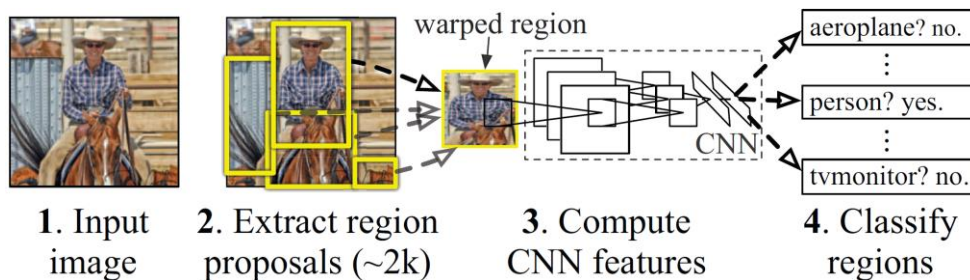 warped region
aeroplane? no.
person? yes.
CNN
tvmonitor? no.
1. Input
image
2. Extract region
proposals (~2k)
3. Compute
CNN features
4. Classify
regions